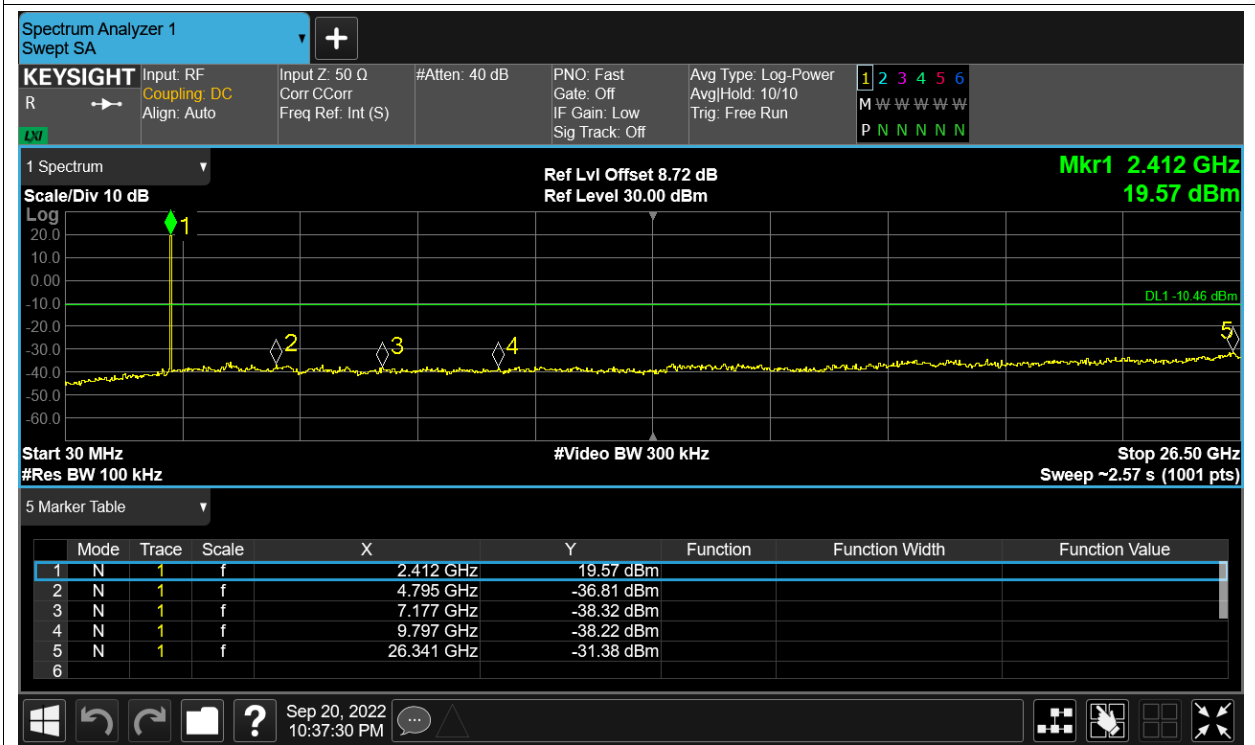 Spectrum Analyzer 1
Swept SA
KEYSIGHT Input: RF Input Z: 50 Ω #Atten: 40 dB PNO: Fast Avg Type: Log-Power 1 2 3 4 5 6
R Coupling: DC Corr CCorr Gate: Off Avg|Hold: 10/10 M W W W W W
Align: Auto Freq Ref: Int (S) IF Gain: Low Trig: Free Run
LXI Sig Track: Off P N N N N N
1 Spectrum Ref Lvl Offset 8.72 dB Mkr1 2.412 GHz
Scale/Div 10 dB Ref Level 30.00 dBm 19.57 dBm
Log
1
20.0
10.0
0.00
-10.0 DL1 -10.46 dBm
-20.0
-30.0 2 3 4 5
-40.0
-50.0
-60.0
Start 30 MHz #Video BW 300 kHz Stop 26.50 GHz
#Res BW 100 kHz Sweep ~2.57 s (1001 pts)
5 Marker Table
Mode Trace Scale X Y Function Function Width Function Value
1 N 1 f 2.412 GHz 19.57 dBm
2 N 1 f 4.795 GHz -36.81 dBm
3 N 1 f 7.177 GHz -38.32 dBm
4 N 1 f 9.797 GHz -38.22 dBm
5 N 1 f 26.341 GHz -31.38 dBm
6
? Sep 20, 2022
10:37:30 PM